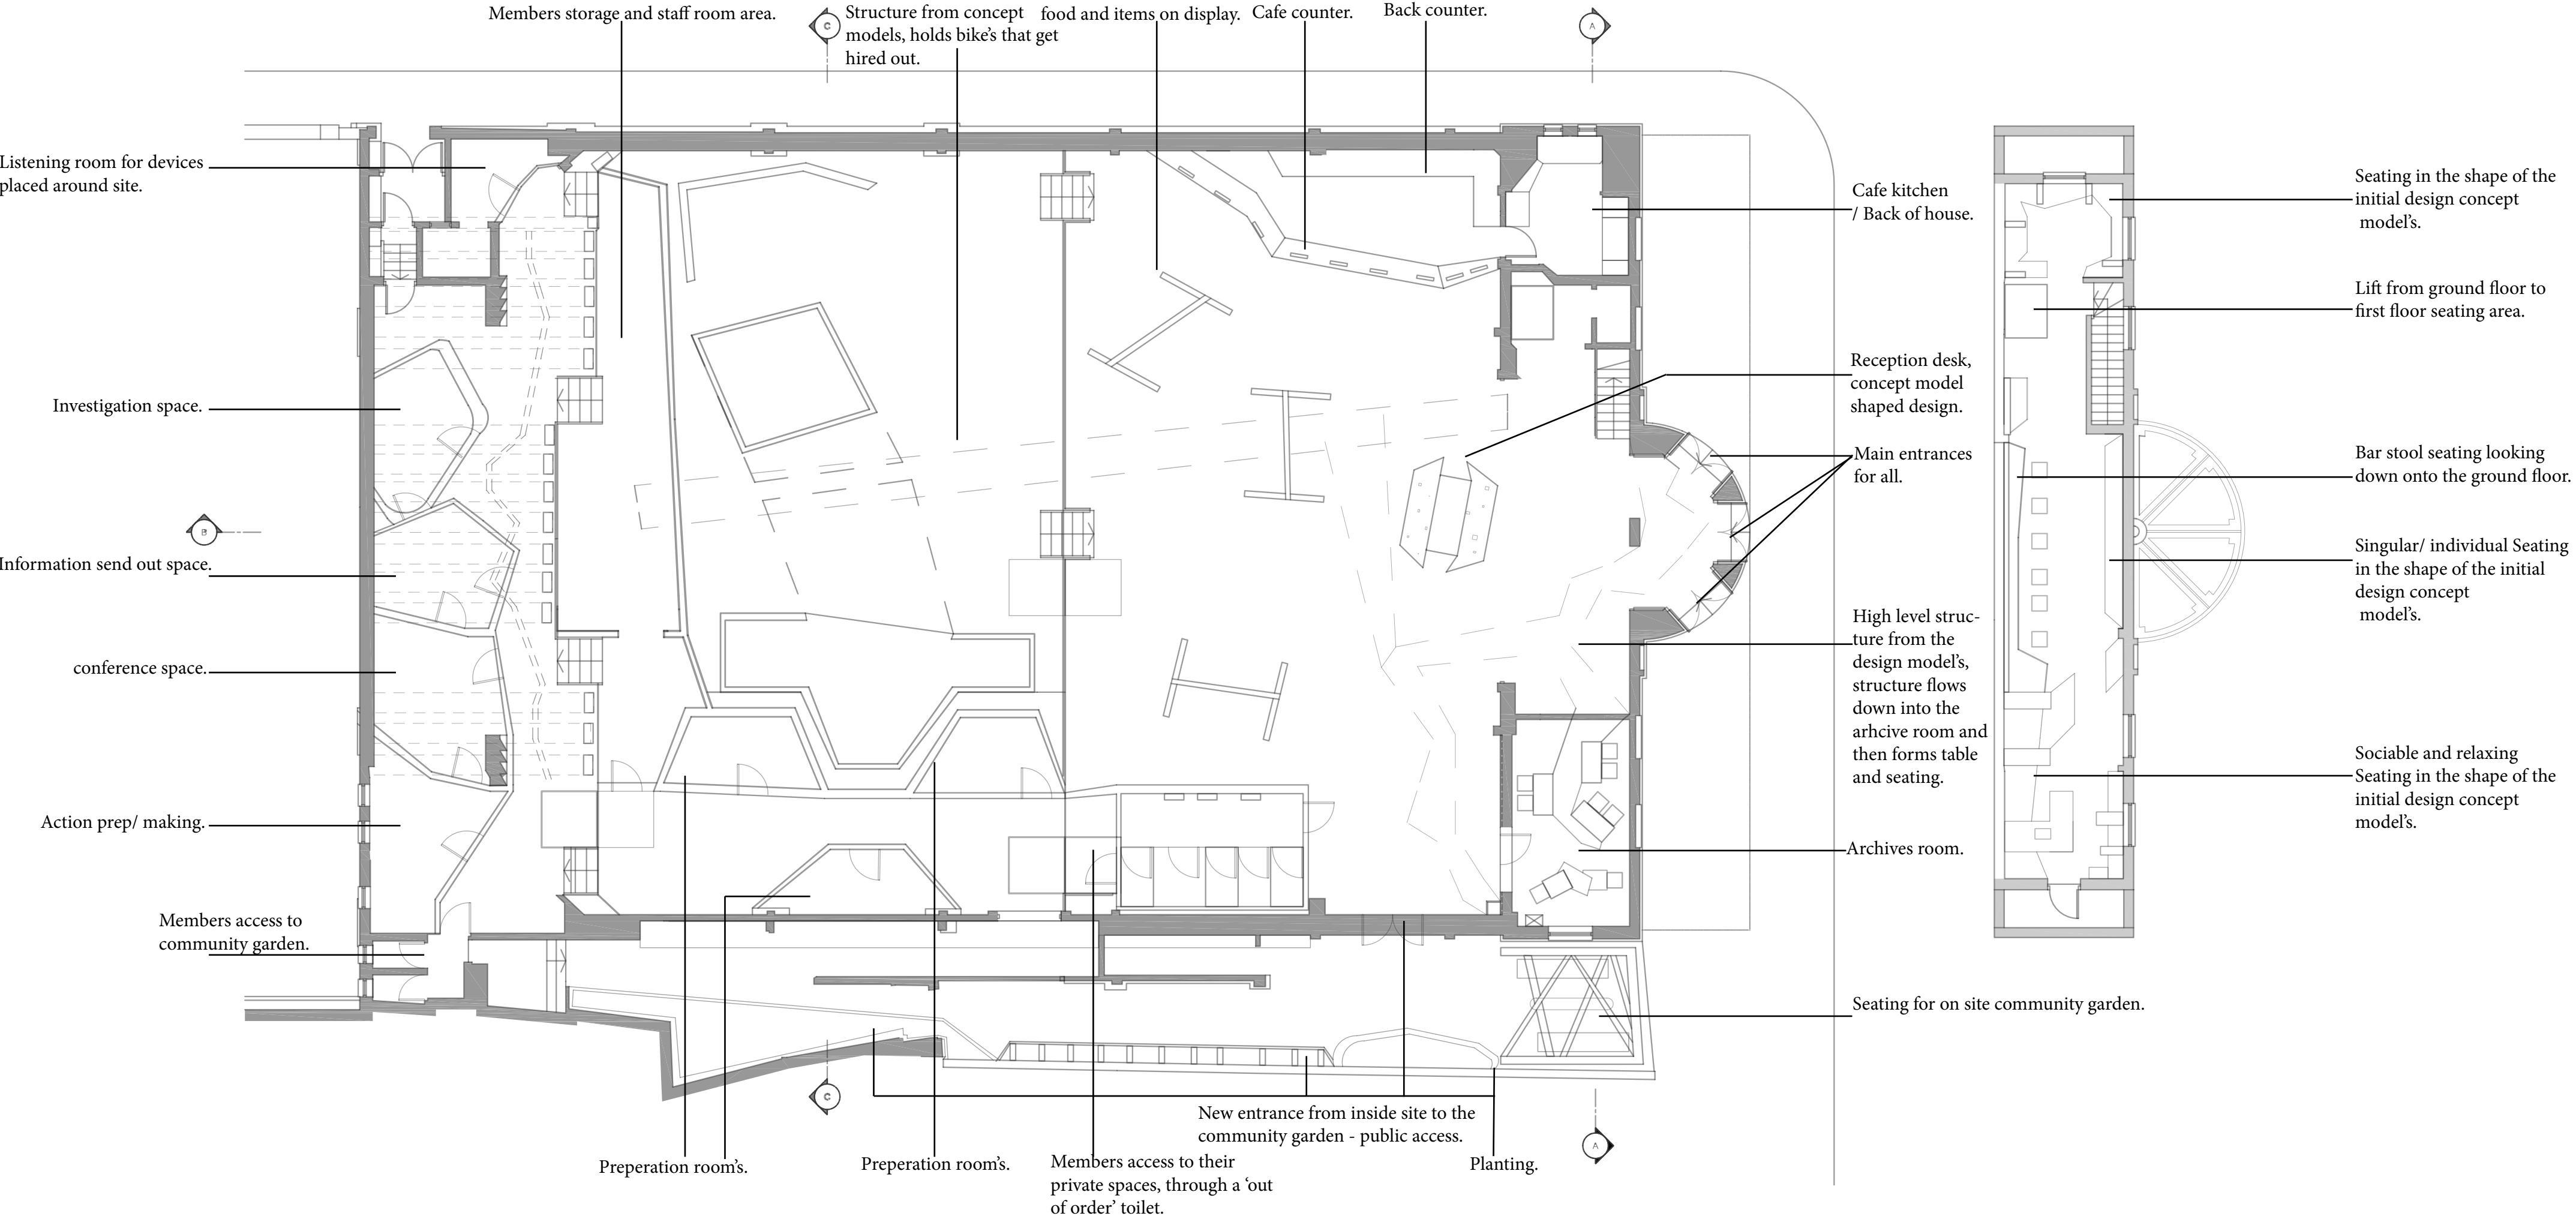 Members storage and staff room area.
C
Structure from concept
models, holds bike's that get
hired out.
food and items on display.
Cafe counter.
Back counter.
A
Listening room for devices
placed around site.
Investigation space.
B
Information send out space.
conference space.
Action prep/ making.
Members access to
community garden.
Cafe kitchen
/ Back of house.
Reception desk,
concept model
shaped design.
Main entrances
for all.
High level struc-
ture from the
design model's,
structure flows
down into the
arhcive room and
then forms table
and seating.
Archives room.
Seating for on site community garden.
Seating in the shape of the
initial design concept
model's.
Lift from ground floor to
first floor seating area.
Bar stool seating looking
down onto the ground floor.
Singular/ individual Seating
in the shape of the initial
design concept
model's.
Sociable and relaxing
Seating in the shape of the
initial design concept
model's.
C
A
Preperation room's.
Preperation room's.
Members access to their
private spaces, through a ‘out
of order’ toilet.
New entrance from inside site to the
community garden - public access.
Planting.